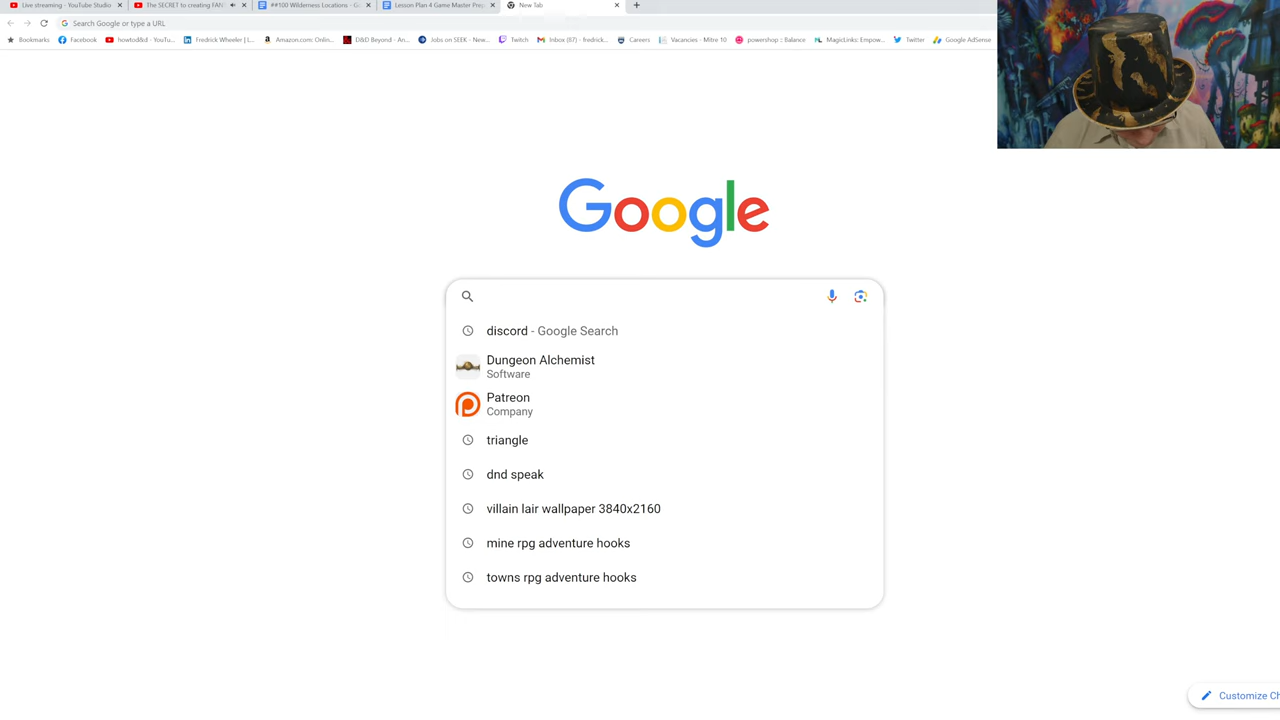 Live streaming - YouTube Studio
The SECRET to creating FAN
##100 Wilderness Locations - Go
Lesson Plan 4 Game Master Prep
New Tab
Search Google or type a URL
Bookmarks
Facebook
howtod&d - YouTu...
Fredrick Wheeler | L...
Amazon.com: Onlin...
D&D Beyond - An...
Jobs on SEEK - New...
Twitch
Inbox (67) - fredrick...
Careers
Vacancies - Mitre 10
powershop :: Balance
MagicLinks: Empow...
Twitter
Google AdSense
Google
discord - Google Search
Dungeon Alchemist
Software
Patreon
Company
triangle
dnd speak
villain lair wallpaper 3840x2160
mine rpg adventure hooks
towns rpg adventure hooks
Customize Ch